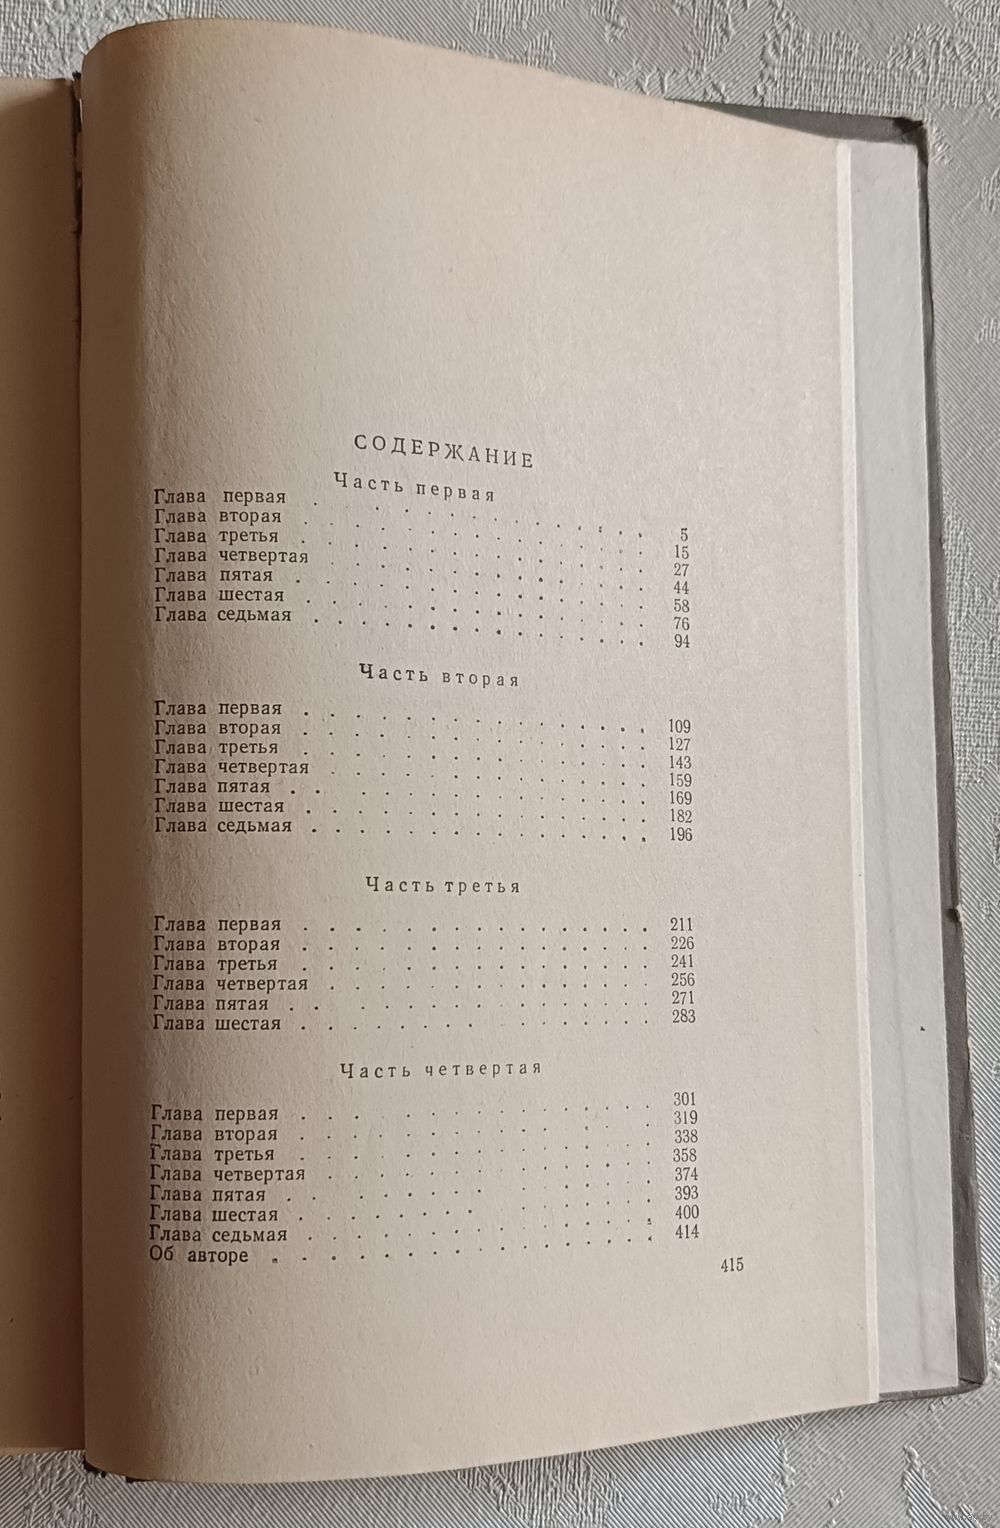 СОДЕРЖАНИЕ
Часть первая
Глава первая . . . . . . . . . . . . . . 5
Глава вторая . . . . . . . . . . . . . . 15
Глава третья . . . . . . . . . . . . . . 27
Глава четвертая . . . . . . . . . . . . . 44
Глава пятая . . . . . . . . . . . . . . 58
Глава шестая . . . . . . . . . . . . . . 76
Глава седьмая . . . . . . . . . . . . . . 94
Часть вторая
Глава первая . . . . . . . . . . . . . . 109
Глава вторая . . . . . . . . . . . . . . 127
Глава третья . . . . . . . . . . . . . . 143
Глава четвертая . . . . . . . . . . . . . 159
Глава пятая . . . . . . . . . . . . . . 169
Глава шестая . . . . . . . . . . . . . . 182
Глава седьмая . . . . . . . . . . . . . . 196
Часть третья
Глава первая . . . . . . . . . . . . . . 211
Глава вторая . . . . . . . . . . . . . . 226
Глава третья . . . . . . . . . . . . . . 241
Глава четвертая . . . . . . . . . . . . . 256
Глава пятая . . . . . . . . . . . . . . 271
Глава шестая . . . . . . . . . . . . . . 283
Часть четвертая
Глава первая . . . . . . . . . . . . . . 301
Глава вторая . . . . . . . . . . . . . . 319
Глава третья . . . . . . . . . . . . . . 338
Глава четвертая . . . . . . . . . . . . . 358
Глава пятая . . . . . . . . . . . . . . 374
Глава шестая . . . . . . . . . . . . . . 393
Глава седьмая . . . . . . . . . . . . . . 400
Об авторе . . . . . . . . . . . . . . . 414
415